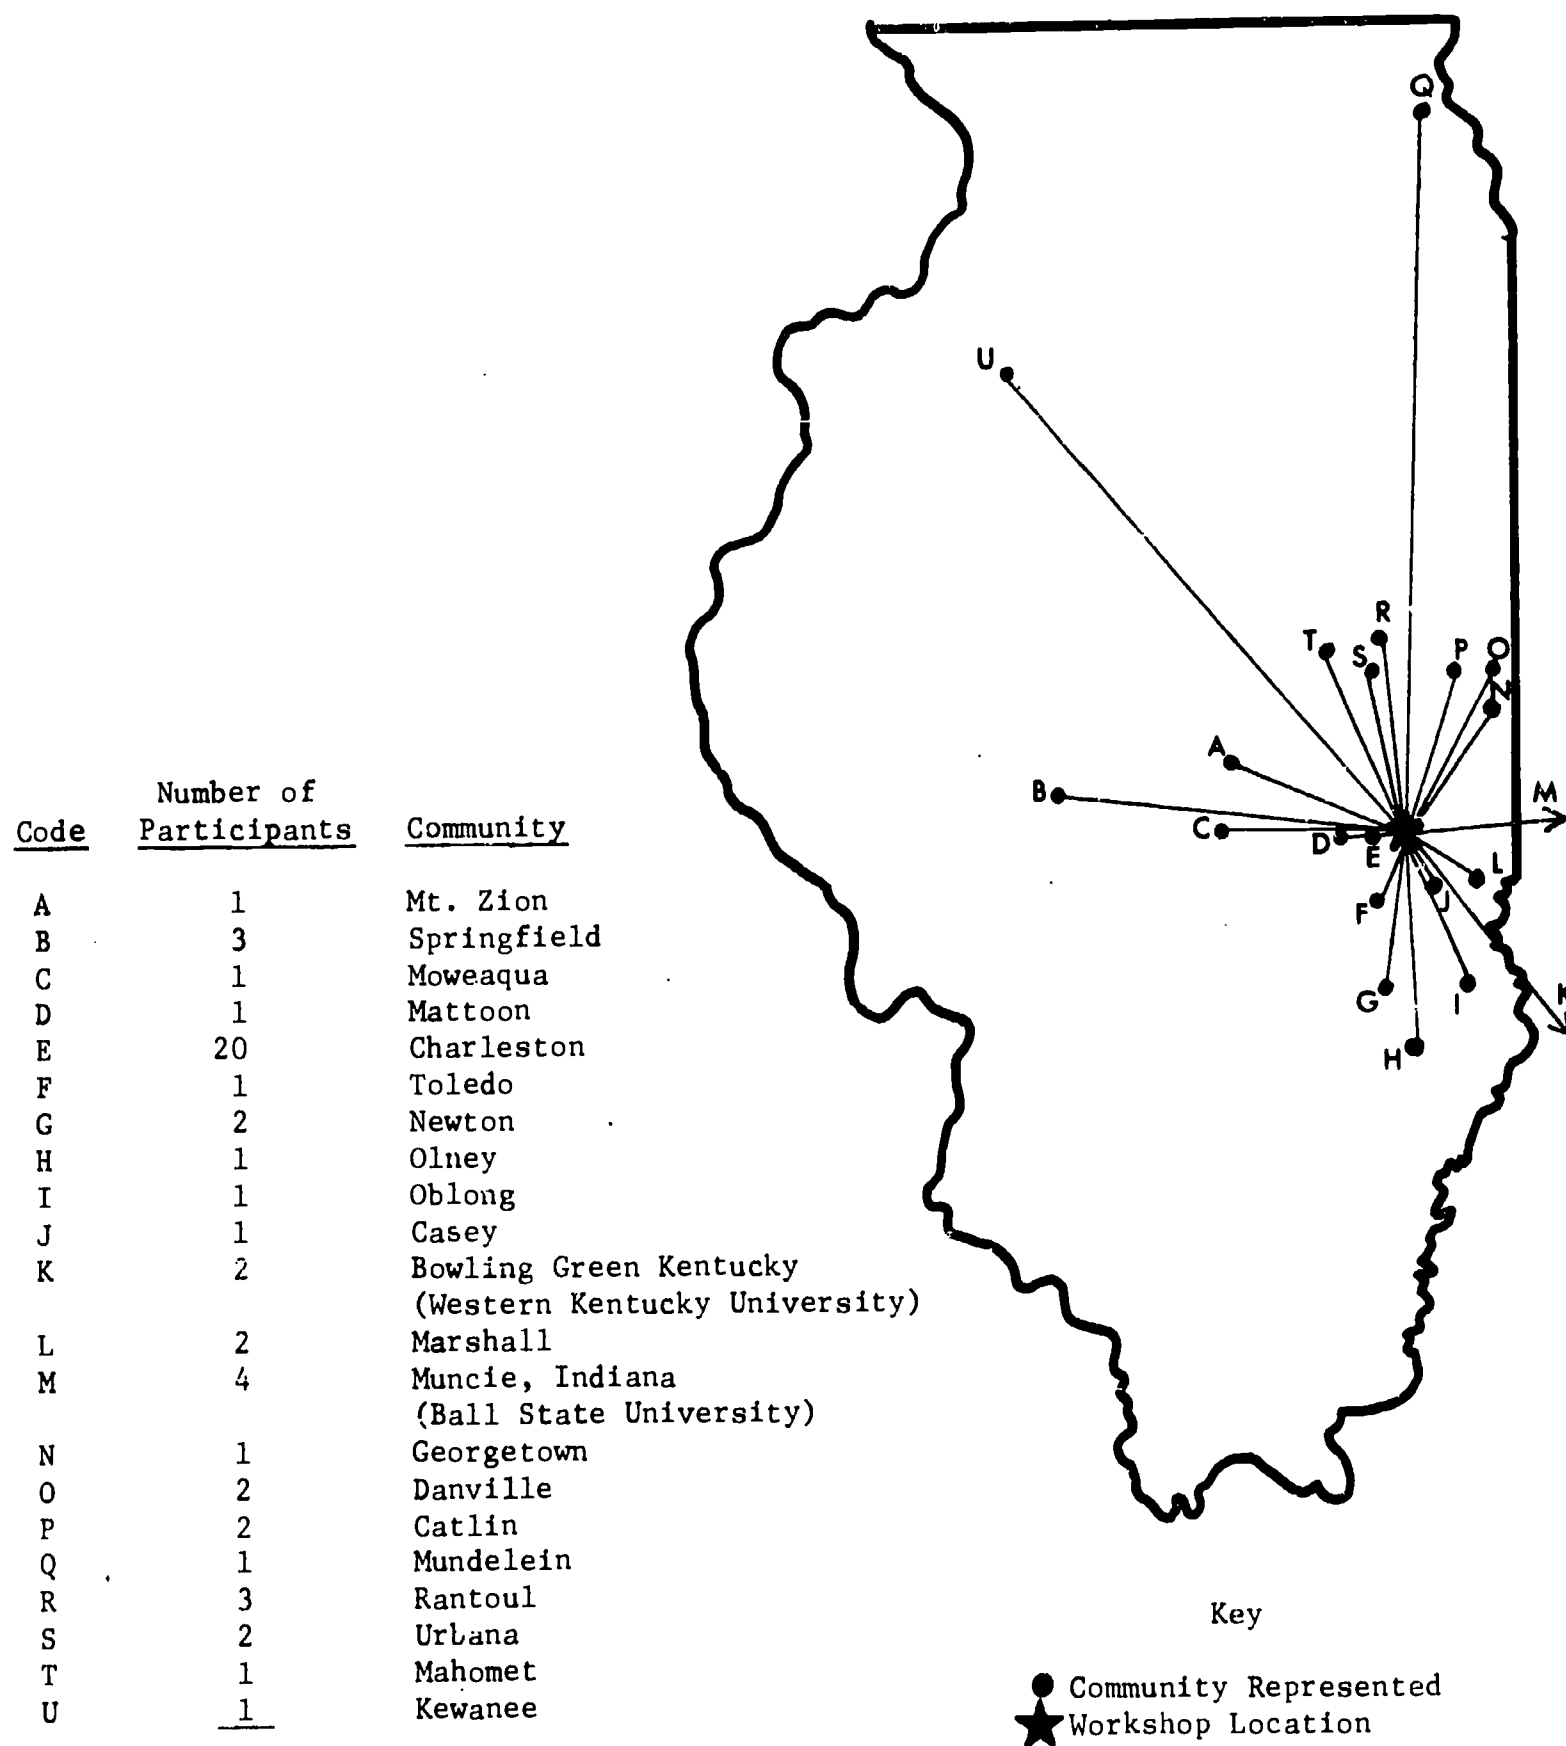 Q
U
R
T
S
P
O
N
A
B
M
C
D
E
L
F
J
K
G
I
H
Number of
Code Participants Community
A 1 Mt. Zion
B 3 Springfield
C 1 Moweaqua
D 1 Mattoon
E 20 Charleston
F 1 Toledo
G 2 Newton
H 1 Olney
I 1 Oblong
J 1 Casey
K 2 Bowling Green Kentucky
(Western Kentucky University)
L 2 Marshall
M 4 Muncie, Indiana
(Ball State University)
N 1 Georgetown
O 2 Danville
P 2 Catlin
Q 1 Mundelein
R 3 Rantoul
S 2 Urbana
T 1 Mahomet
U 1 Kewanee
Key
Community Represented
Workshop Location